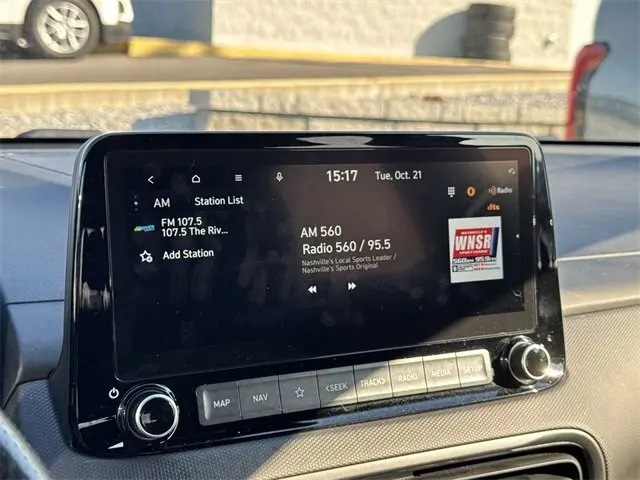 15:17 Tue, Oct. 21
AM Station List
Radio
dts
FM 107.5
107.5 The Riv...
Add Station
AM 560
Radio 560 / 95.5
Nashville's Local Sports Leader /
Nashville's Sports Original
WNSR
MAP NAV <SEEK TRACK> RADIO MEDIA SETUP